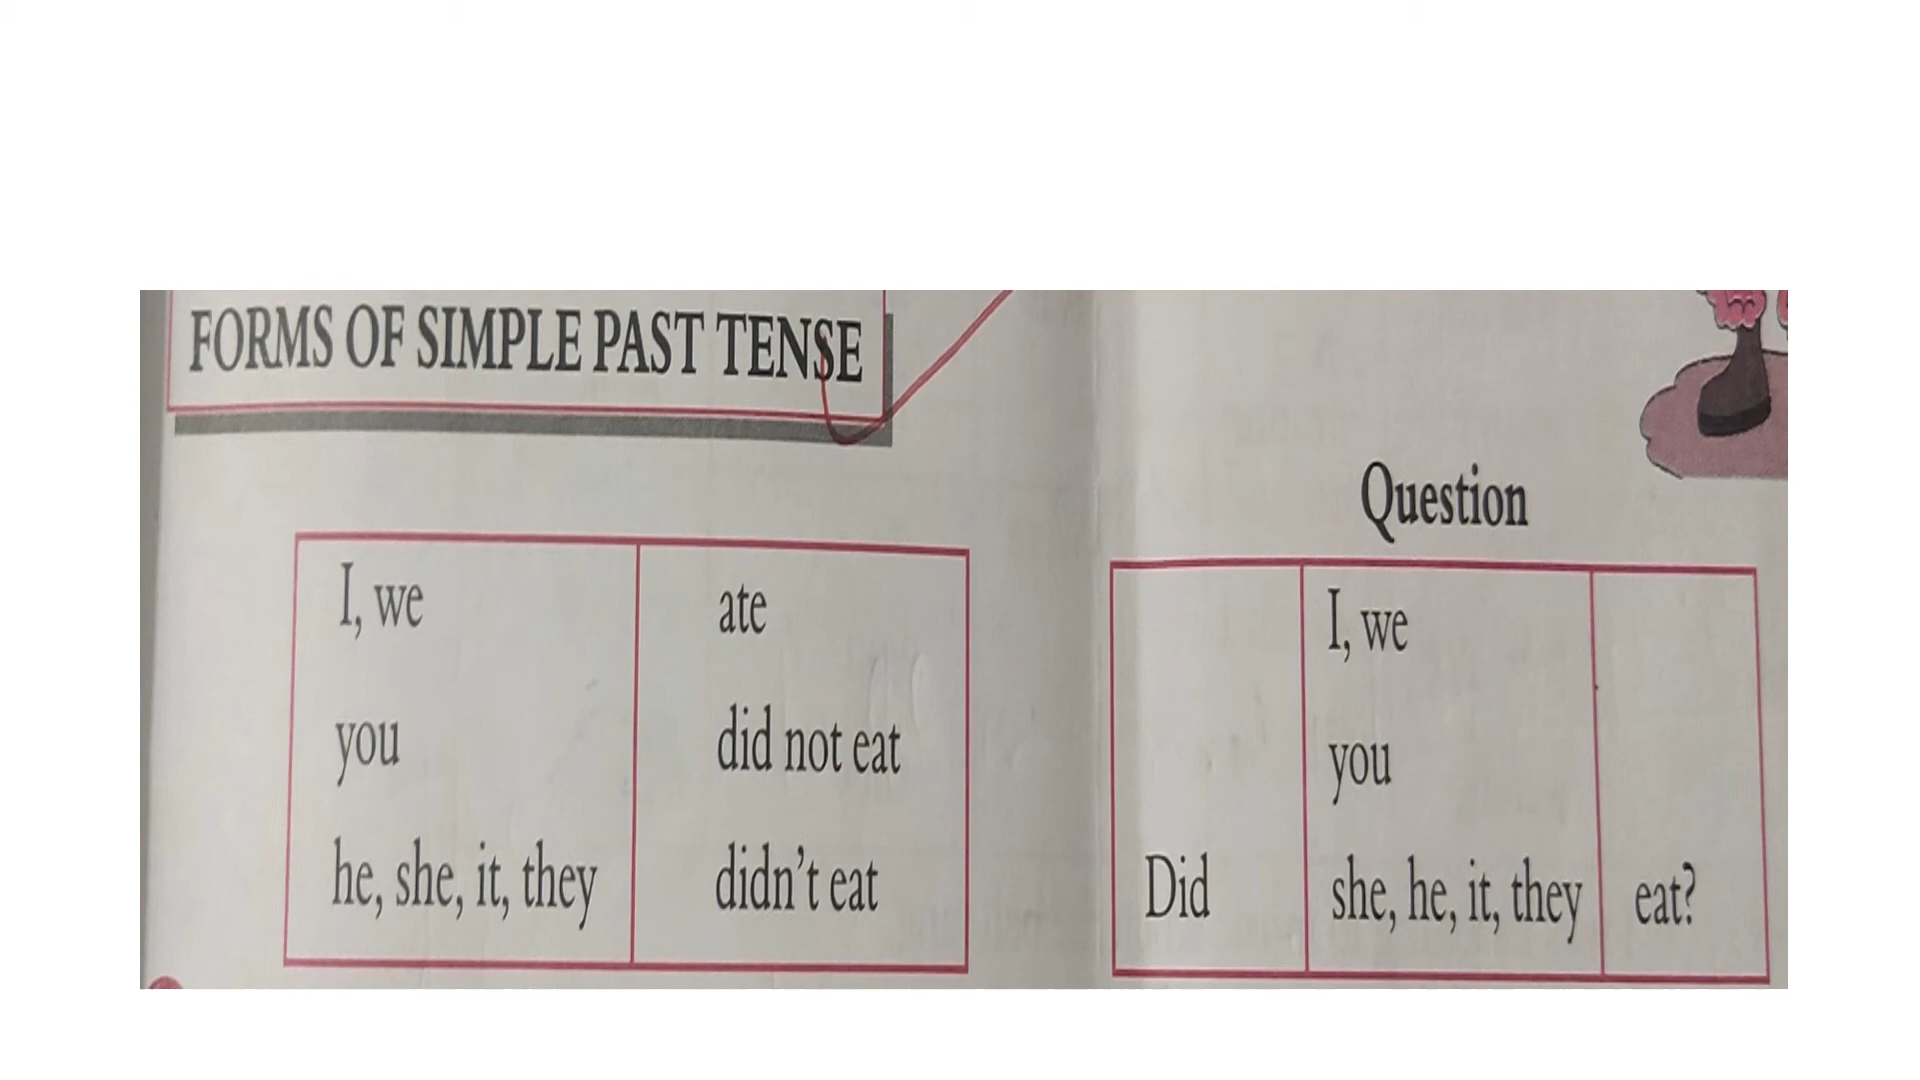 FORMS OF SIMPLE PAST TENSE
I, we ate
you did not eat
he, she, it, they didn't eat
Question
I, we
you
Did she, he, it, they eat?